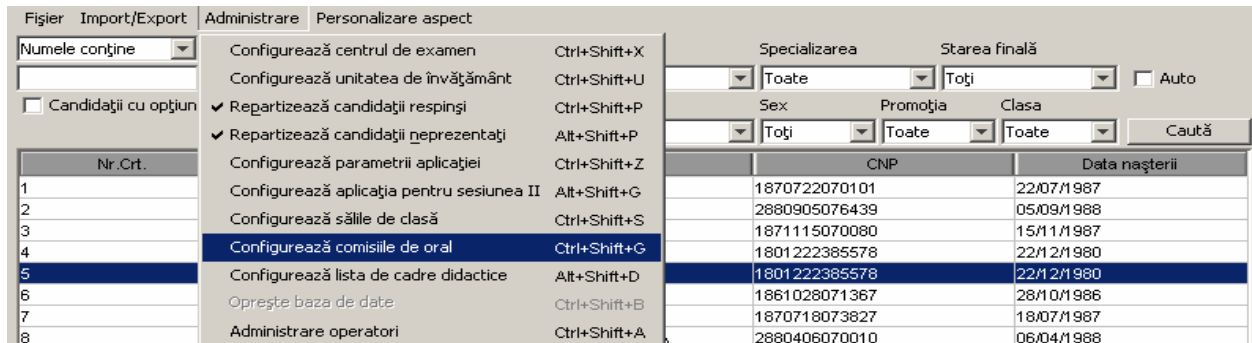 Fişier Import/Export Administrare Personalizare aspect
Numele conţine
Configurează centrul de examen Ctrl+Shift+X
Specializarea Starea finală
Configurează unitatea de învăţământ Ctrl+Shift+U
Toate Toţi Auto
Candidaţii cu opţiun
Repartizează candidaţii respinşi Ctrl+Shift+P
Sex Promoţia Clasa
Repartizează candidaţii neprezentaţi Alt+Shift+P
Toţi Toate Toate Caută
Configurează parametrii aplicaţiei Ctrl+Shift+Z
Nr.Crt. CNP Data naşterii
Configurează aplicaţia pentru sesiunea II Alt+Shift+G
1 1870722070101 22/07/1987
2 2880905076439 05/09/1988
Configurează sălile de clasă Ctrl+Shift+S
3 1871115070080 15/11/1987
Configurează comisiile de oral Ctrl+Shift+G
4 1801222385578 22/12/1980
Configurează lista de cadre didactice Alt+Shift+D
5 1801222385578 22/12/1980
6 1861028071367 28/10/1986
Opreşte baza de date Ctrl+Shift+B
7 1870718073827 18/07/1987
Administrare operatori Ctrl+Shift+A
8 2880406070010 06/04/1988